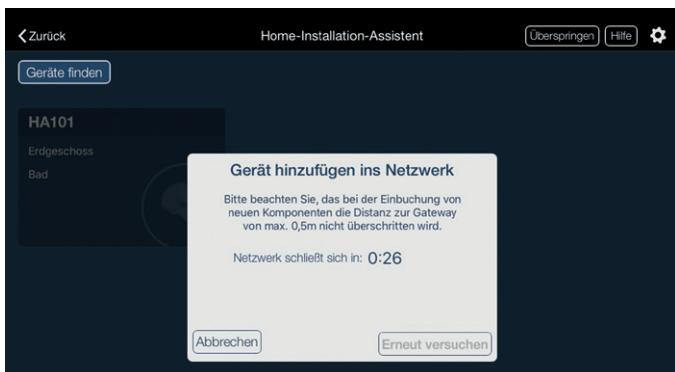 Zurück
Home-Installation-Assistent
Überspringen
Hilfe
Geräte finden
HA101
Erdgeschoss
Bad
Gerät hinzufügen ins Netzwerk
Bitte beachten Sie, das bei der Einbuchung von
neuen Komponenten die Distanz zur Gateway
von max. 0,5m nicht überschritten wird.
Netzwerk schließt sich in: 0:26
Abbrechen
Erneut versuchen